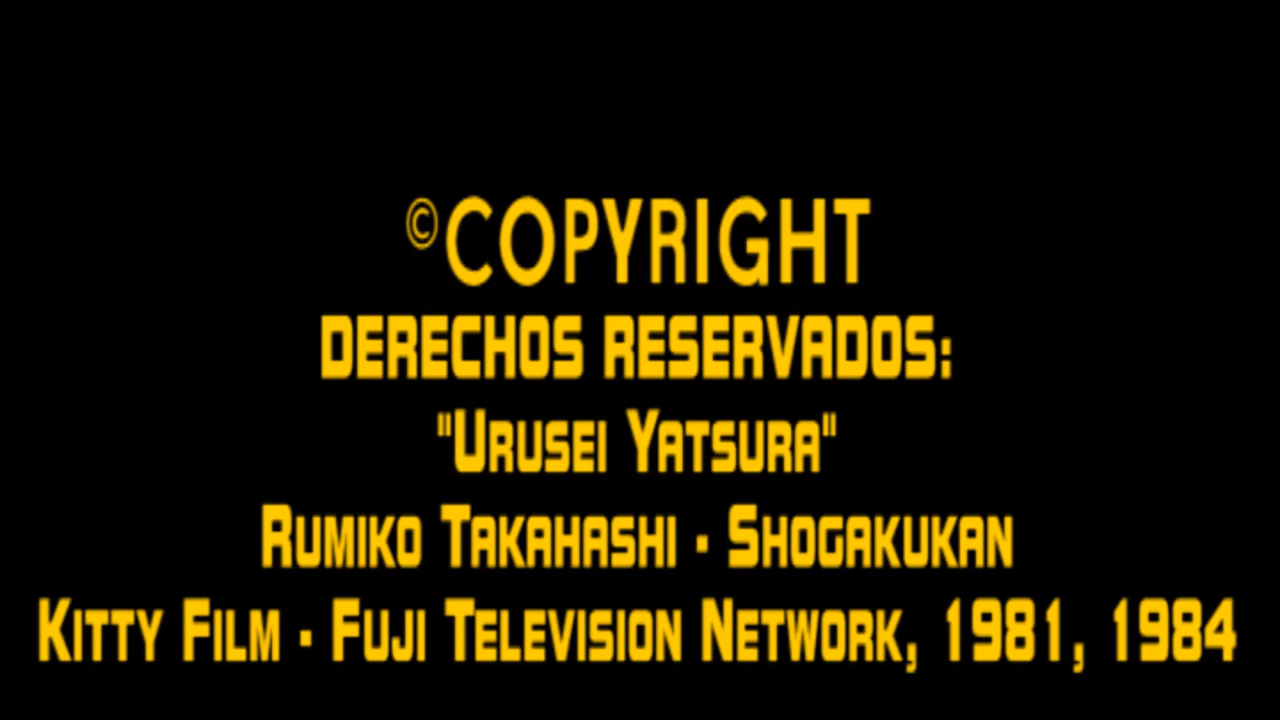 ©COPYRIGHT
DERECHOS RESERVADOS:
"URUSEI YATSURA"
RUMIKO TAKAHASHI - SHOGAKUKAN
KITTY FILM - FUJI TELEVISION NETWORK, 1981, 1984